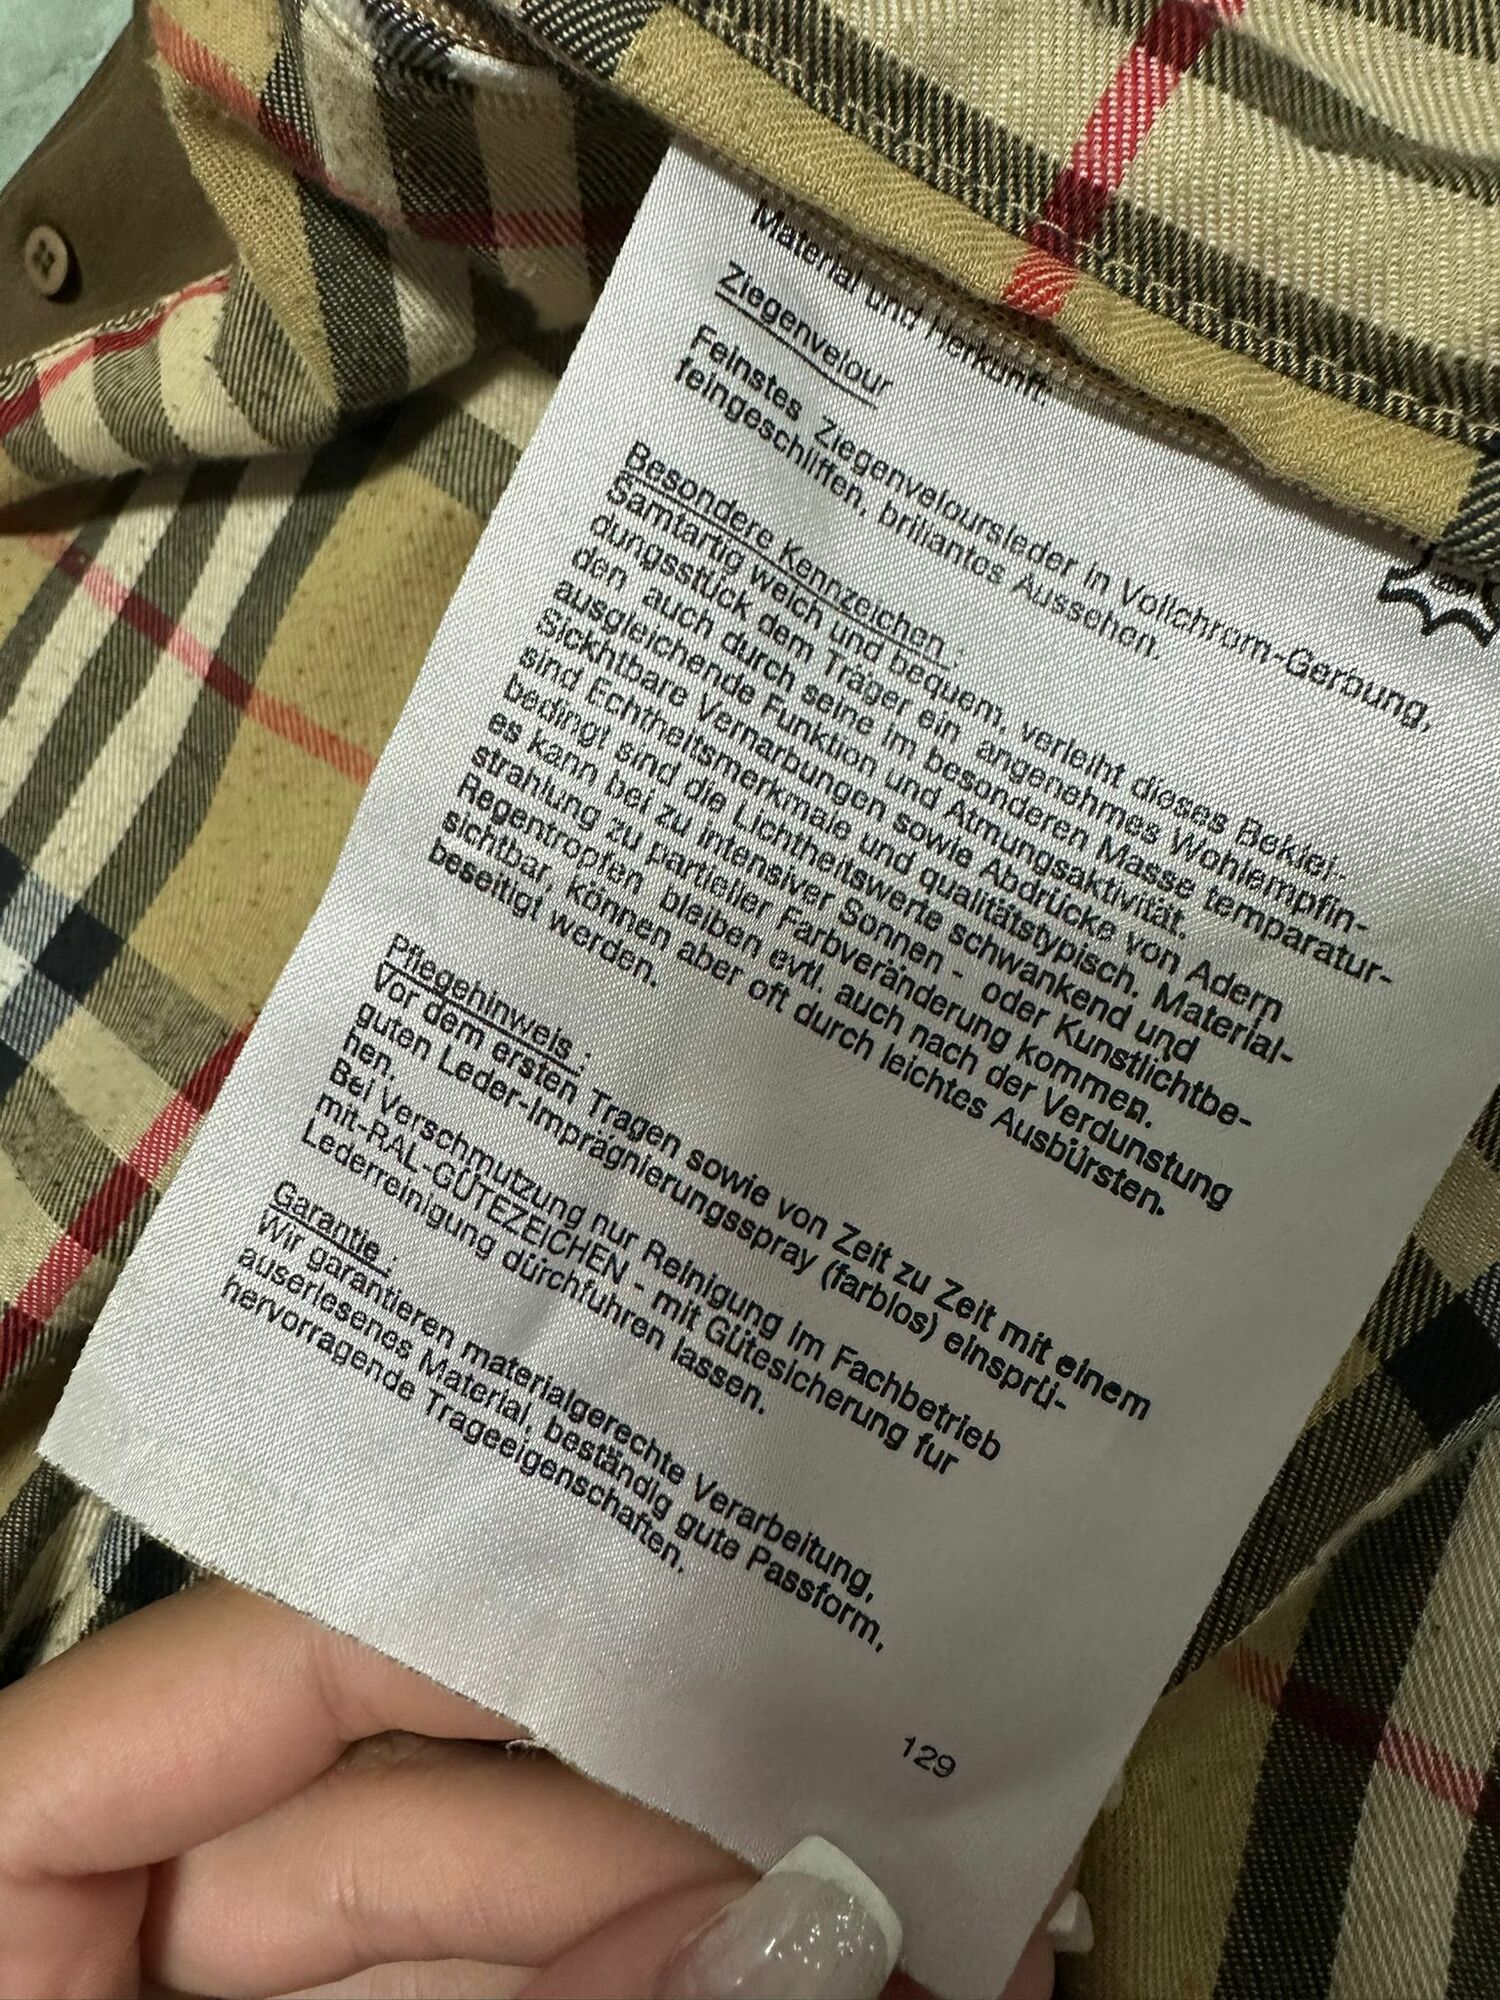 Material und Herkunft:
Ziegenvelour
Feinstes Ziegenveloursleder in Vollchrom-Gerbung,
feingeschliffen, brillantes Aussehen.
Besondere Kennzeichen :
Samtartig weich und bequem, verleiht dieses Beklei-
dungsstück dem Träger ein angenehmes Wohlempfin-
den auch durch seine im besonderen Masse temparatur-
ausgleichende Funktion und Atmungsaktivität.
Sickhtbare Vernarbungen sowie Abdrücke von Adern
sind Echtheitsmerkmale und qualitätstypisch. Material-
bedingt sind die Lichtheitswerte schwankend und
es kann bei zu intensiver Sonnen - oder Kunstlichtbe-
strahlung zu partieller Farbveränderung kommen.
Regentropfen bleiben evtl. auch nach der Verdunstung
sichtbar, können aber oft durch leichtes Ausbürsten.
beseitigt werden.
Pflegehinweis :
Vor dem ersten Tragen sowie von Zeit zu Zeit mit einem
guten Leder-Imprägnierungsspray (farblos) einsprü-
hen.
Bei Verschmutzung nur Reinigung im Fachbetrieb
mit-RAL-GÜTEZEICHEN - mit Gütesicherung fur
Lederreinigung dürchfuhren lassen.
Garantie :
Wir garantieren materialgerechte Verarbeitung,
auserlesenes Material, beständig gute Passform,
hervorragende Trageeigenschaften.
129